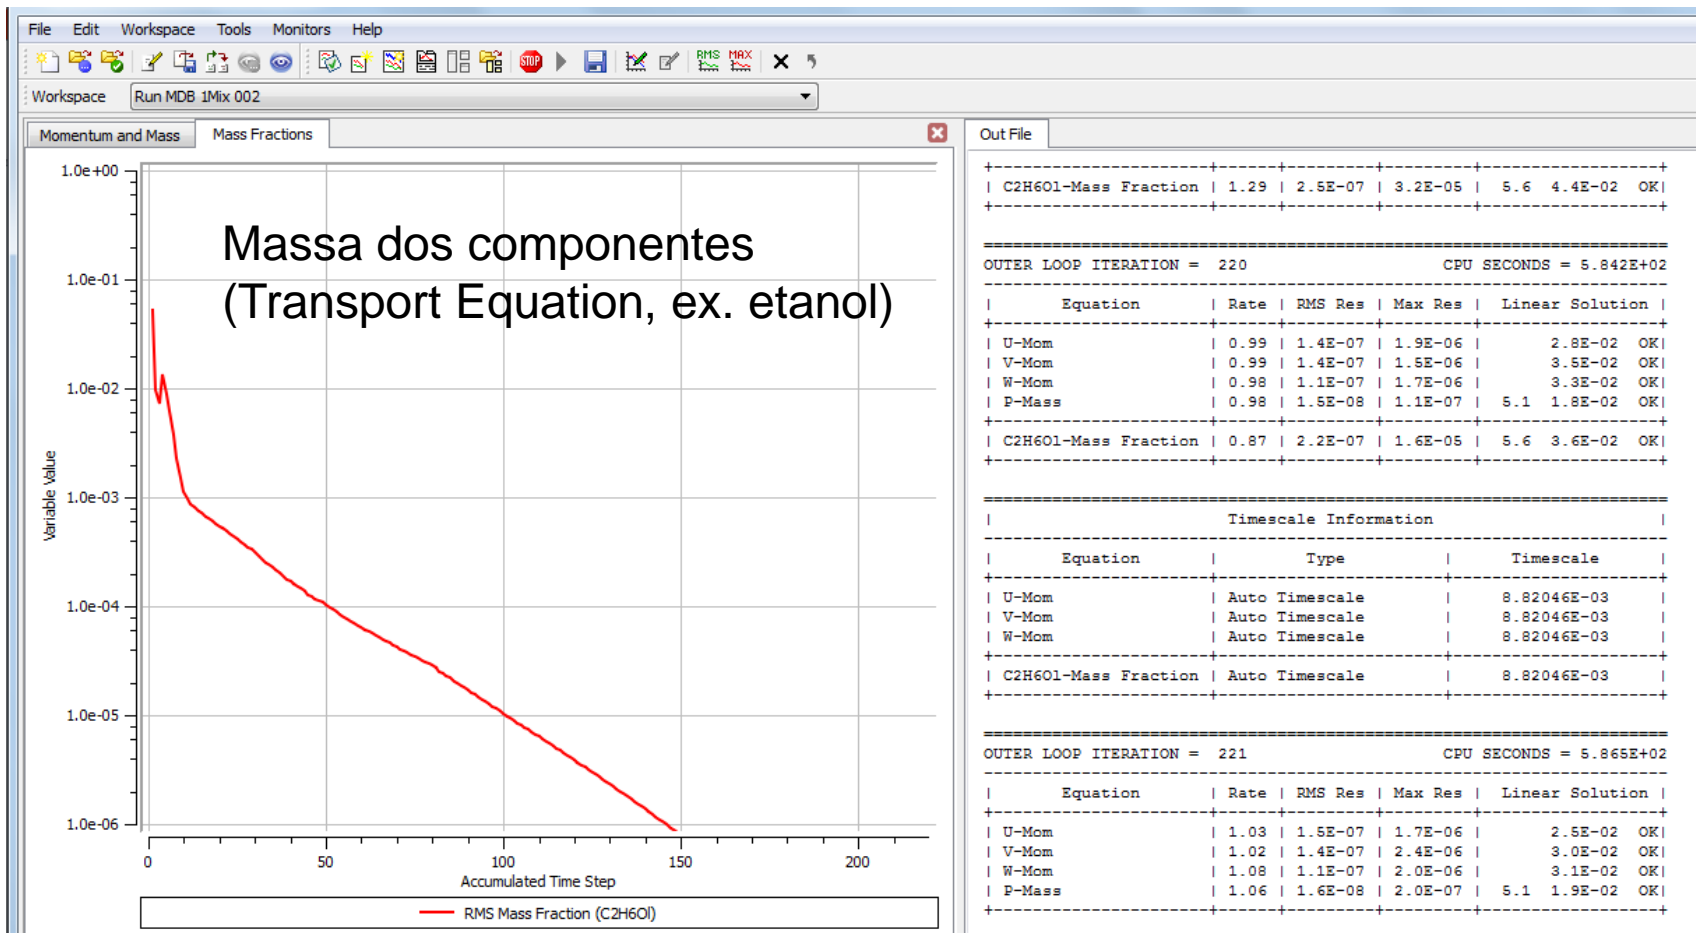 File Edit Workspace Tools Monitors Help
STOP RMS MAX
Workspace Run MDB 1Mix 002
Momentum and Mass Mass Fractions
Massa dos componentes
(Transport Equation, ex. etanol)
Variable Value
1.0e+00
1.0e-01
1.0e-02
1.0e-03
1.0e-04
1.0e-05
1.0e-06
0 50 100 150 200
Accumulated Time Step
RMS Mass Fraction (C2H6Ol)
Out File
+----------------------+------+---------+---------+------------------+
| C2H6Ol-Mass Fraction | 1.29 | 2.5E-07 | 3.2E-05 | 5.6 4.4E-02 OK|
+----------------------+------+---------+---------+------------------+
======================================================================
OUTER LOOP ITERATION = 220 CPU SECONDS = 5.842E+02
----------------------------------------------------------------------
| Equation | Rate | RMS Res | Max Res | Linear Solution |
+----------------------+------+---------+---------+------------------+
| U-Mom | 0.99 | 1.4E-07 | 1.9E-06 | 2.8E-02 OK|
| V-Mom | 0.99 | 1.4E-07 | 1.5E-06 | 3.5E-02 OK|
| W-Mom | 0.98 | 1.1E-07 | 1.7E-06 | 3.3E-02 OK|
| P-Mass | 0.98 | 1.5E-08 | 1.1E-07 | 5.1 1.8E-02 OK|
+----------------------+------+---------+---------+------------------+
| C2H6Ol-Mass Fraction | 0.87 | 2.2E-07 | 1.6E-05 | 5.6 3.6E-02 OK|
+----------------------+------+---------+---------+------------------+
======================================================================
| Timescale Information |
----------------------------------------------------------------------
| Equation | Type | Timescale |
+----------------------+-----------------------+---------------------+
| U-Mom | Auto Timescale | 8.82046E-03 |
| V-Mom | Auto Timescale | 8.82046E-03 |
| W-Mom | Auto Timescale | 8.82046E-03 |
+----------------------+-----------------------+---------------------+
| C2H6Ol-Mass Fraction | Auto Timescale | 8.82046E-03 |
+----------------------+-----------------------+---------------------+
======================================================================
OUTER LOOP ITERATION = 221 CPU SECONDS = 5.865E+02
----------------------------------------------------------------------
| Equation | Rate | RMS Res | Max Res | Linear Solution |
+----------------------+------+---------+---------+------------------+
| U-Mom | 1.03 | 1.5E-07 | 1.7E-06 | 2.5E-02 OK|
| V-Mom | 1.02 | 1.4E-07 | 2.4E-06 | 3.0E-02 OK|
| W-Mom | 1.08 | 1.1E-07 | 2.0E-06 | 3.1E-02 OK|
| P-Mass | 1.06 | 1.6E-08 | 2.0E-07 | 5.1 1.9E-02 OK|
+----------------------+------+---------+---------+------------------+